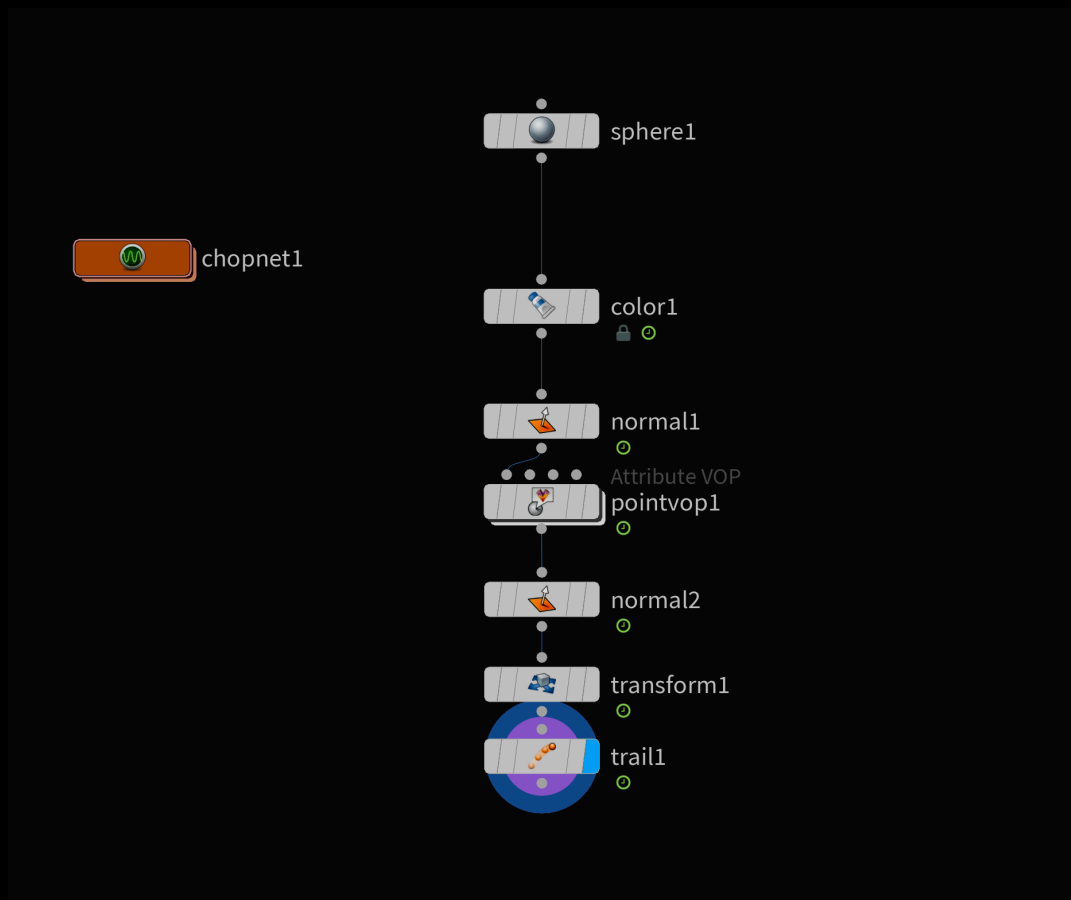 sphere1
chopnet1
color1
normal1
Attribute VOP
pointvop1
normal2
transform1
trail1